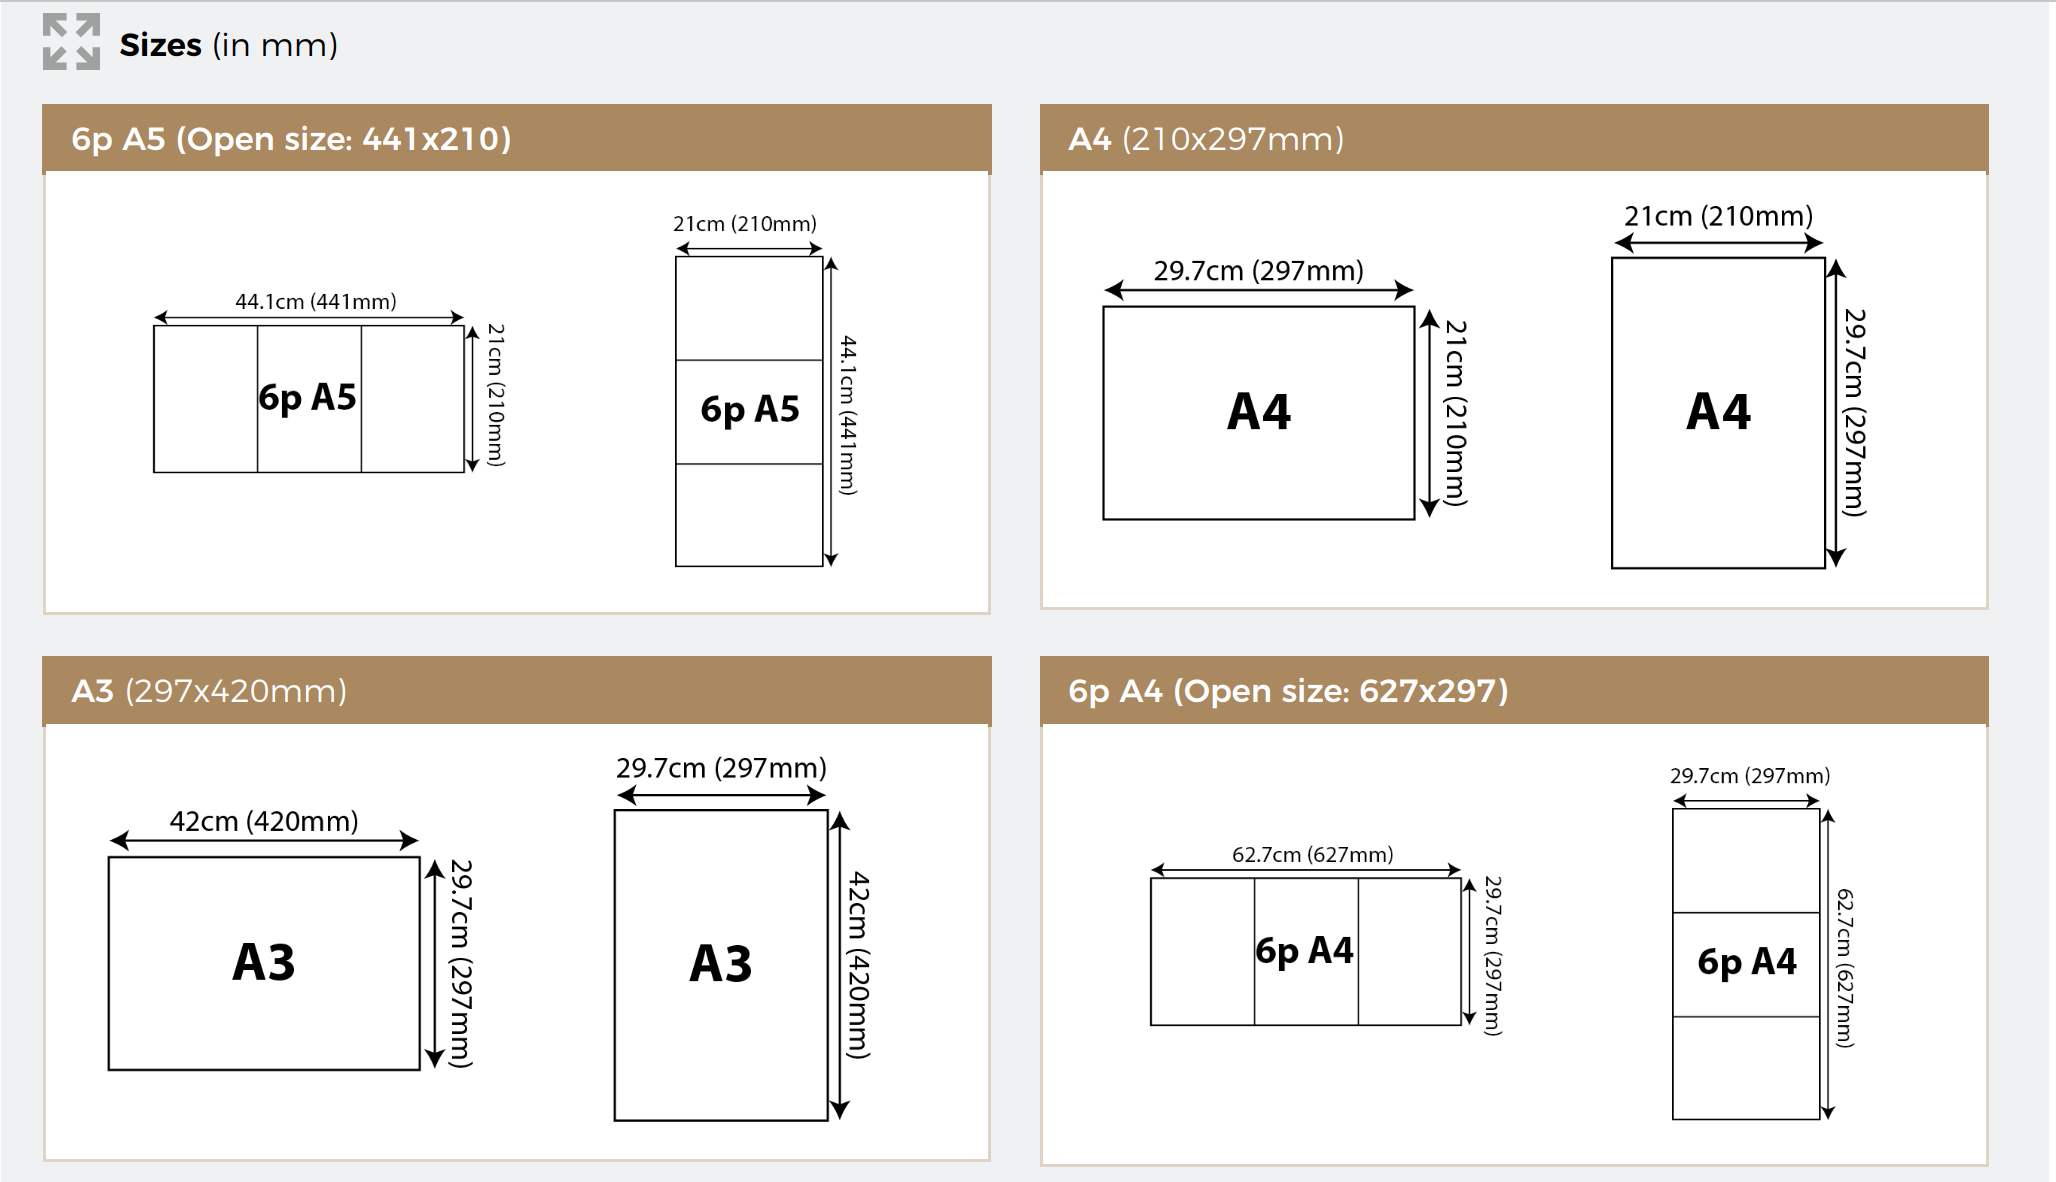 Sizes (in mm)
6p A5 (Open size: 441x210)
44.1cm (441mm)
21cm (210mm)
6p A5
21cm (210mm)
44.1cm (441mm)
6p A5
A4 (210x297mm)
29.7cm (297mm)
21cm (210mm)
A4
21cm (210mm)
29.7cm (297mm)
A4
A3 (297x420mm)
42cm (420mm)
29.7cm (297mm)
A3
29.7cm (297mm)
42cm (420mm)
A3
6p A4 (Open size: 627x297)
62.7cm (627mm)
29.7cm (297mm)
6p A4
29.7cm (297mm)
62.7cm (627mm)
6p A4